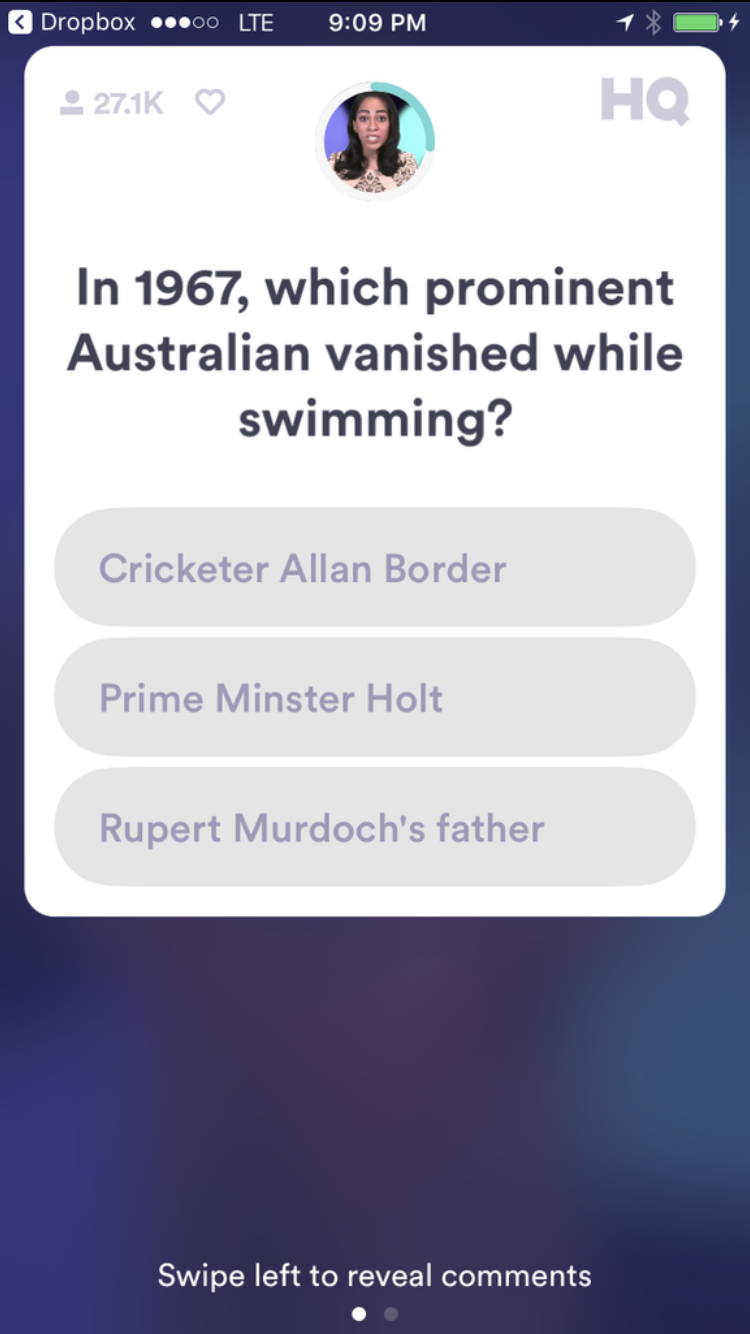 Dropbox LTE 9:09 PM
27.1K HQ
In 1967, which prominent
Australian vanished while
swimming?
Cricketer Allan Border
Prime Minster Holt
Rupert Murdoch's father
Swipe left to reveal comments